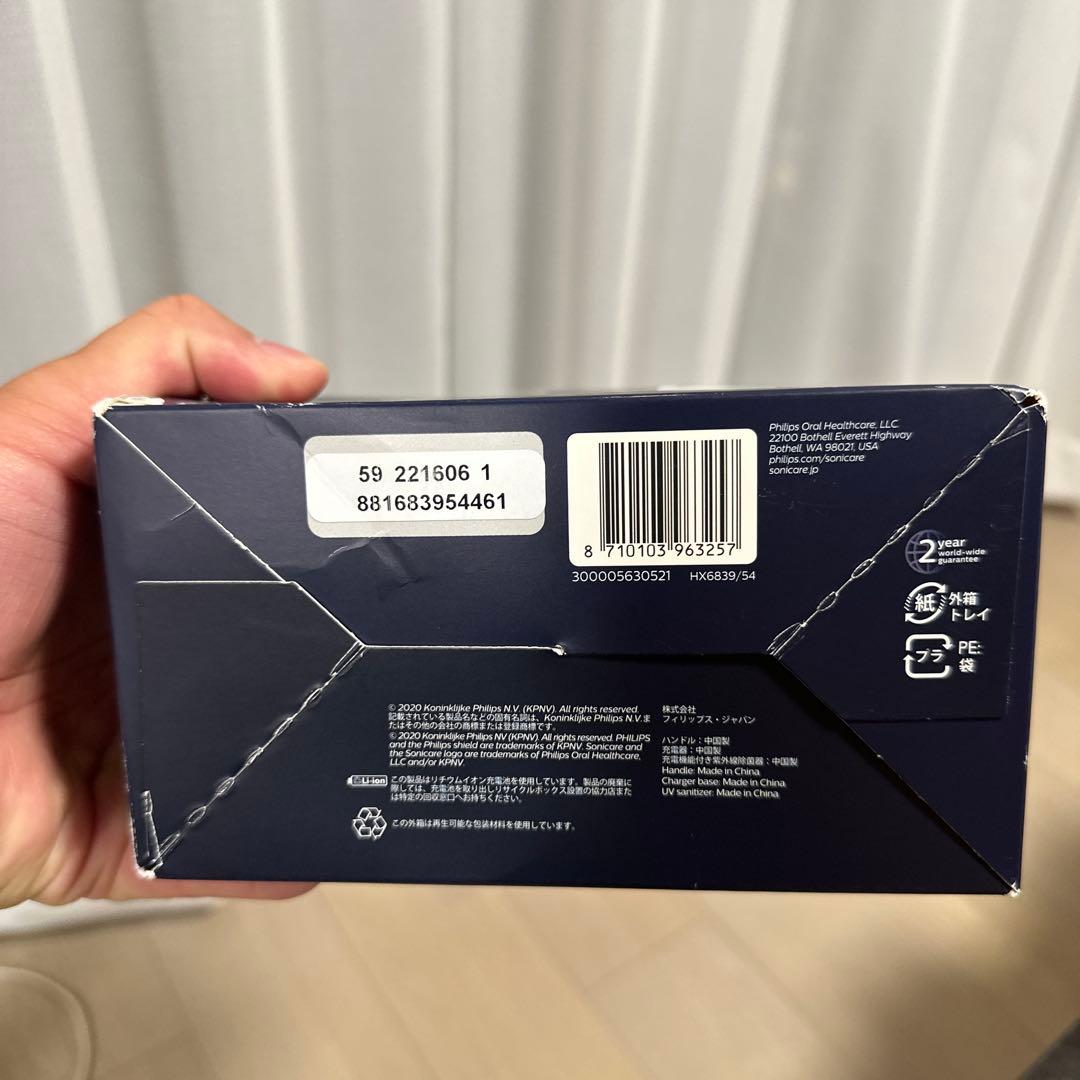 59 221606 1
881683954461
8 710103 963257
300005630521 HX6839/54
Philips Oral Healthcare, LLC
22100 Bothell Everett Highway
Bothell, WA 98021, USA
philips.com/sonicare
sonicare.jp
2 year
world-wide
guarantee
紙 外箱
トレイ
プラ PE:
袋
© 2020 Koninklijke Philips N.V. (KPNV). All rights reserved.
記載されている製品名などの固有名詞は、Koninklijke Philips N.V.ま
たはその他の会社の商標または登録商標です。
© 2020 Koninklijke Philips NV (KPNV). All rights reserved. PHILIPS
and the Philips shield are trademarks of KPNV. Sonicare and
the Sonicare logo are trademarks of Philips Oral Healthcare,
LLC and/or KPNV.
Li-ion この製品はリチウムイオン充電池を使用しています。製品の廃棄に
際しては、充電池を取り出しリサイクルボックス設置の協力店また
は特定の回収窓口へお持ちください。
この外箱は再生可能な包装材料を使用しています。
株式会社
フィリップス・ジャパン
ハンドル：中国製
充電器：中国製
充電機能付き紫外線除菌器：中国製
Handle: Made in China
Charger base: Made in China
UV sanitizer: Made in China